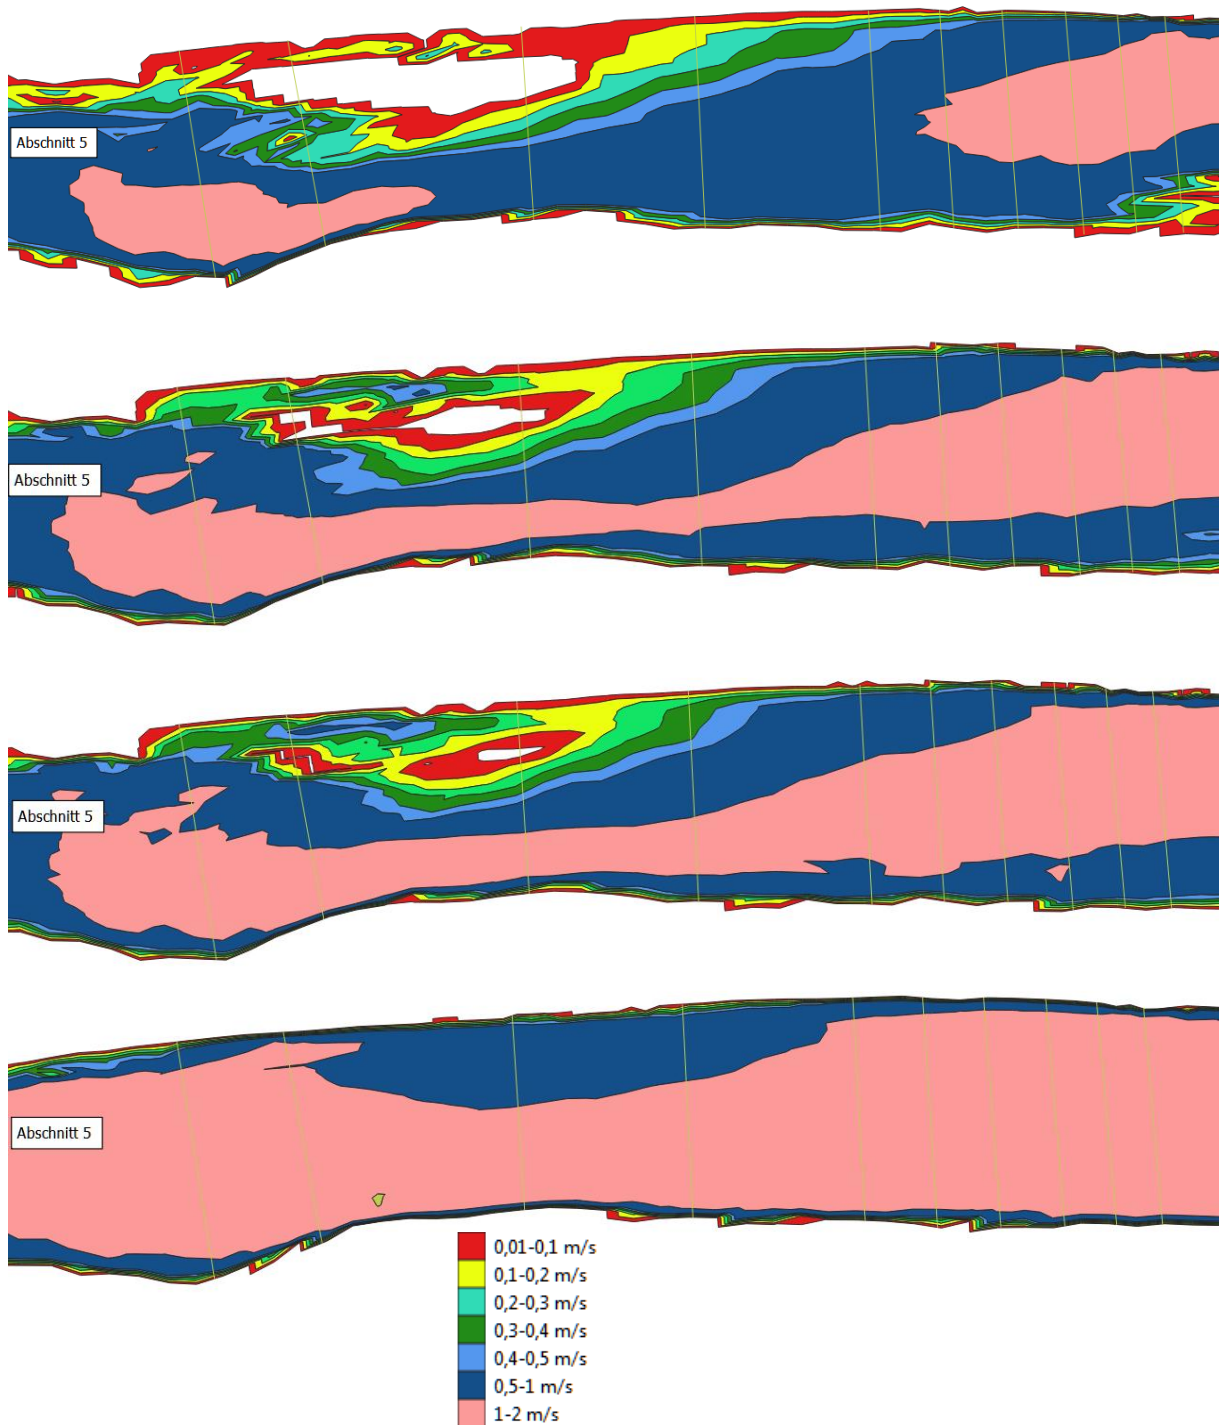 Abschnitt 5
Abschnitt 5
Abschnitt 5
Abschnitt 5
0,01-0,1 m/s
0,1-0,2 m/s
0,2-0,3 m/s
0,3-0,4 m/s
0,4-0,5 m/s
0,5-1 m/s
1-2 m/s